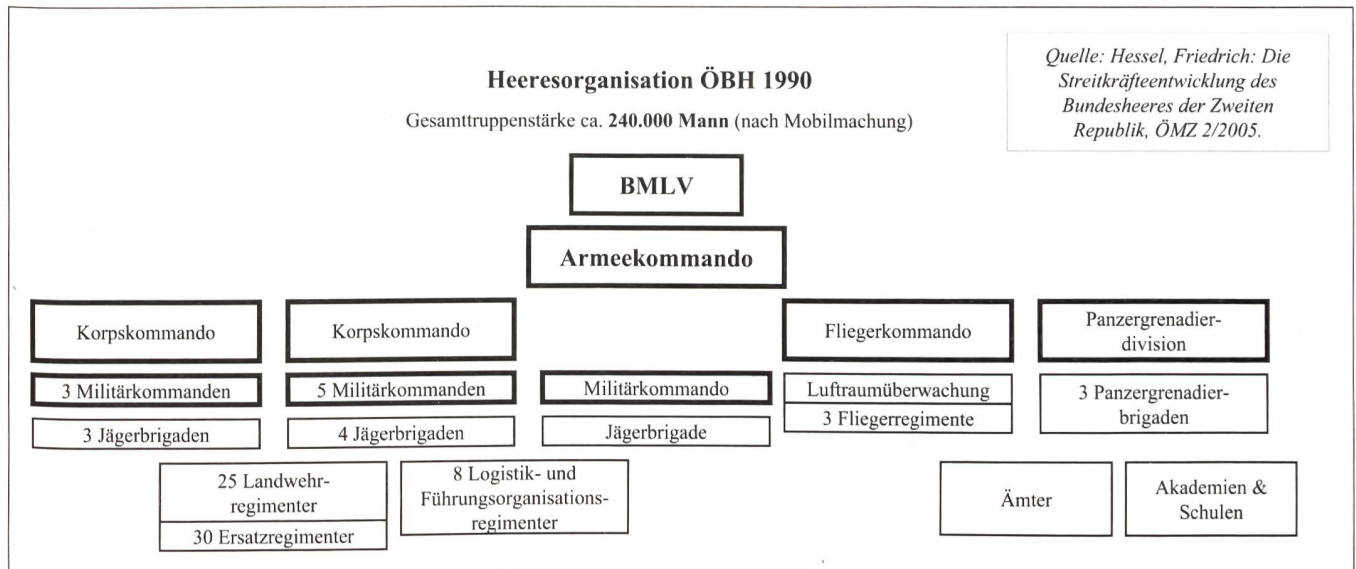 Heeresorganisation ÖBH 1990
Gesamttruppenstärke ca. 240.000 Mann (nach Mobilmachung)
Quelle: Hessel, Friedrich: Die
Streitkräfteentwicklung des
Bundesheeres der Zweiten
Republik, ÖMZ 2/2005.
BMLV
Armeekommando
Korpskommando
Korpskommando
Fliegerkommando
Panzergrenadier-
division
3 Militärkommanden
5 Militärkommanden
Militärkommando
Luftraumüberwachung
3 Fliegerregimente
3 Panzergrenadier-
brigaden
3 Jägerbrigaden
4 Jägerbrigaden
Jägerbrigade
25 Landwehr-
regimenter
30 Ersatzregimenter
8 Logistik- und
Führungsorganisations-
regimenter
Ämter
Akademien &
Schulen